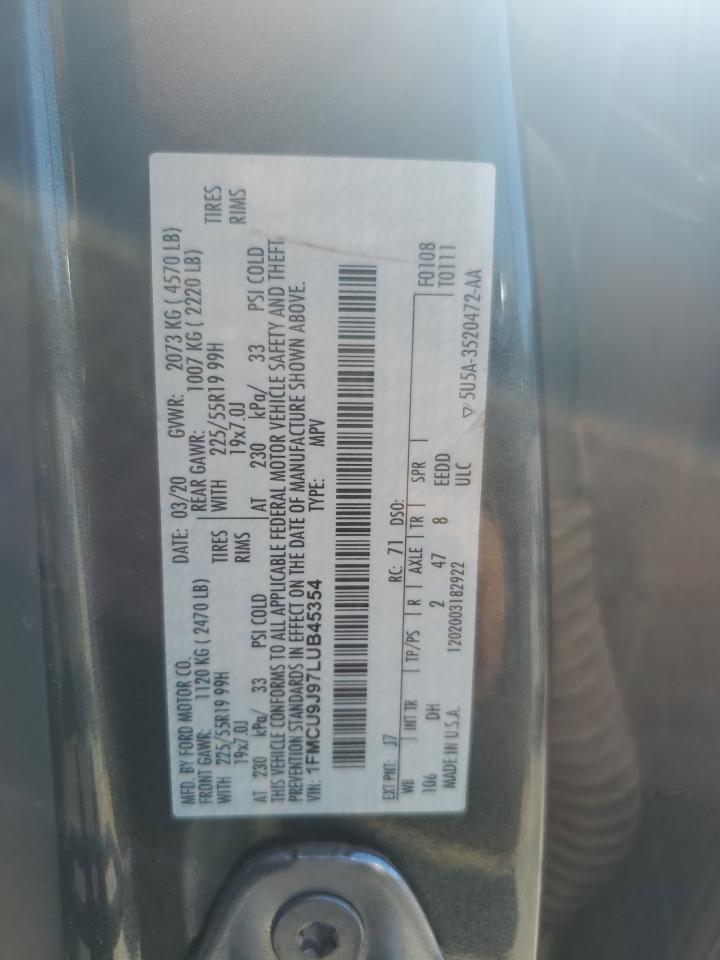 MFD. BY FORD MOTOR CO. DATE: 03/20 GVWR: 2073 KG ( 4570 LB)
FRONT GAWR: 1120 KG ( 2470 LB) REAR GAWR: 1007 KG ( 2220 LB)
WITH 225/55R19 99H TIRES WITH 225/55R19 99H TIRES
19x7.0J RIMS 19x7.0J RIMS
AT 230 kPa/ 33 PSI COLD AT 230 kPa/ 33 PSI COLD
THIS VEHICLE CONFORMS TO ALL APPLICABLE FEDERAL MOTOR VEHICLE SAFETY AND THEFT
PREVENTION STANDARDS IN EFFECT ON THE DATE OF MANUFACTURE SHOWN ABOVE.
VIN: 1FMCU9J97LUB45354 TYPE: MPV
EXT PNT: J7 RC: 71 DSO:
WB INT TR TP/PS R AXLE TR SPR F0108
106 DH 2 47 8 EEDD T0111
MADE IN U.S.A. 1202003182922 ULC ▽ 5U5A-3520472-AA